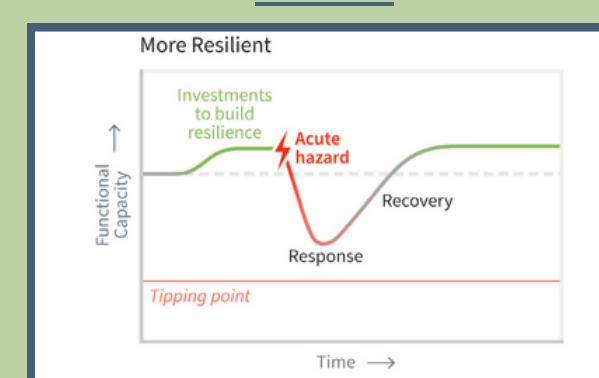 More Resilient
Investments
to build
resilience
Acute
hazard
Functional
Capacity
Recovery
Response
Tipping point
Time